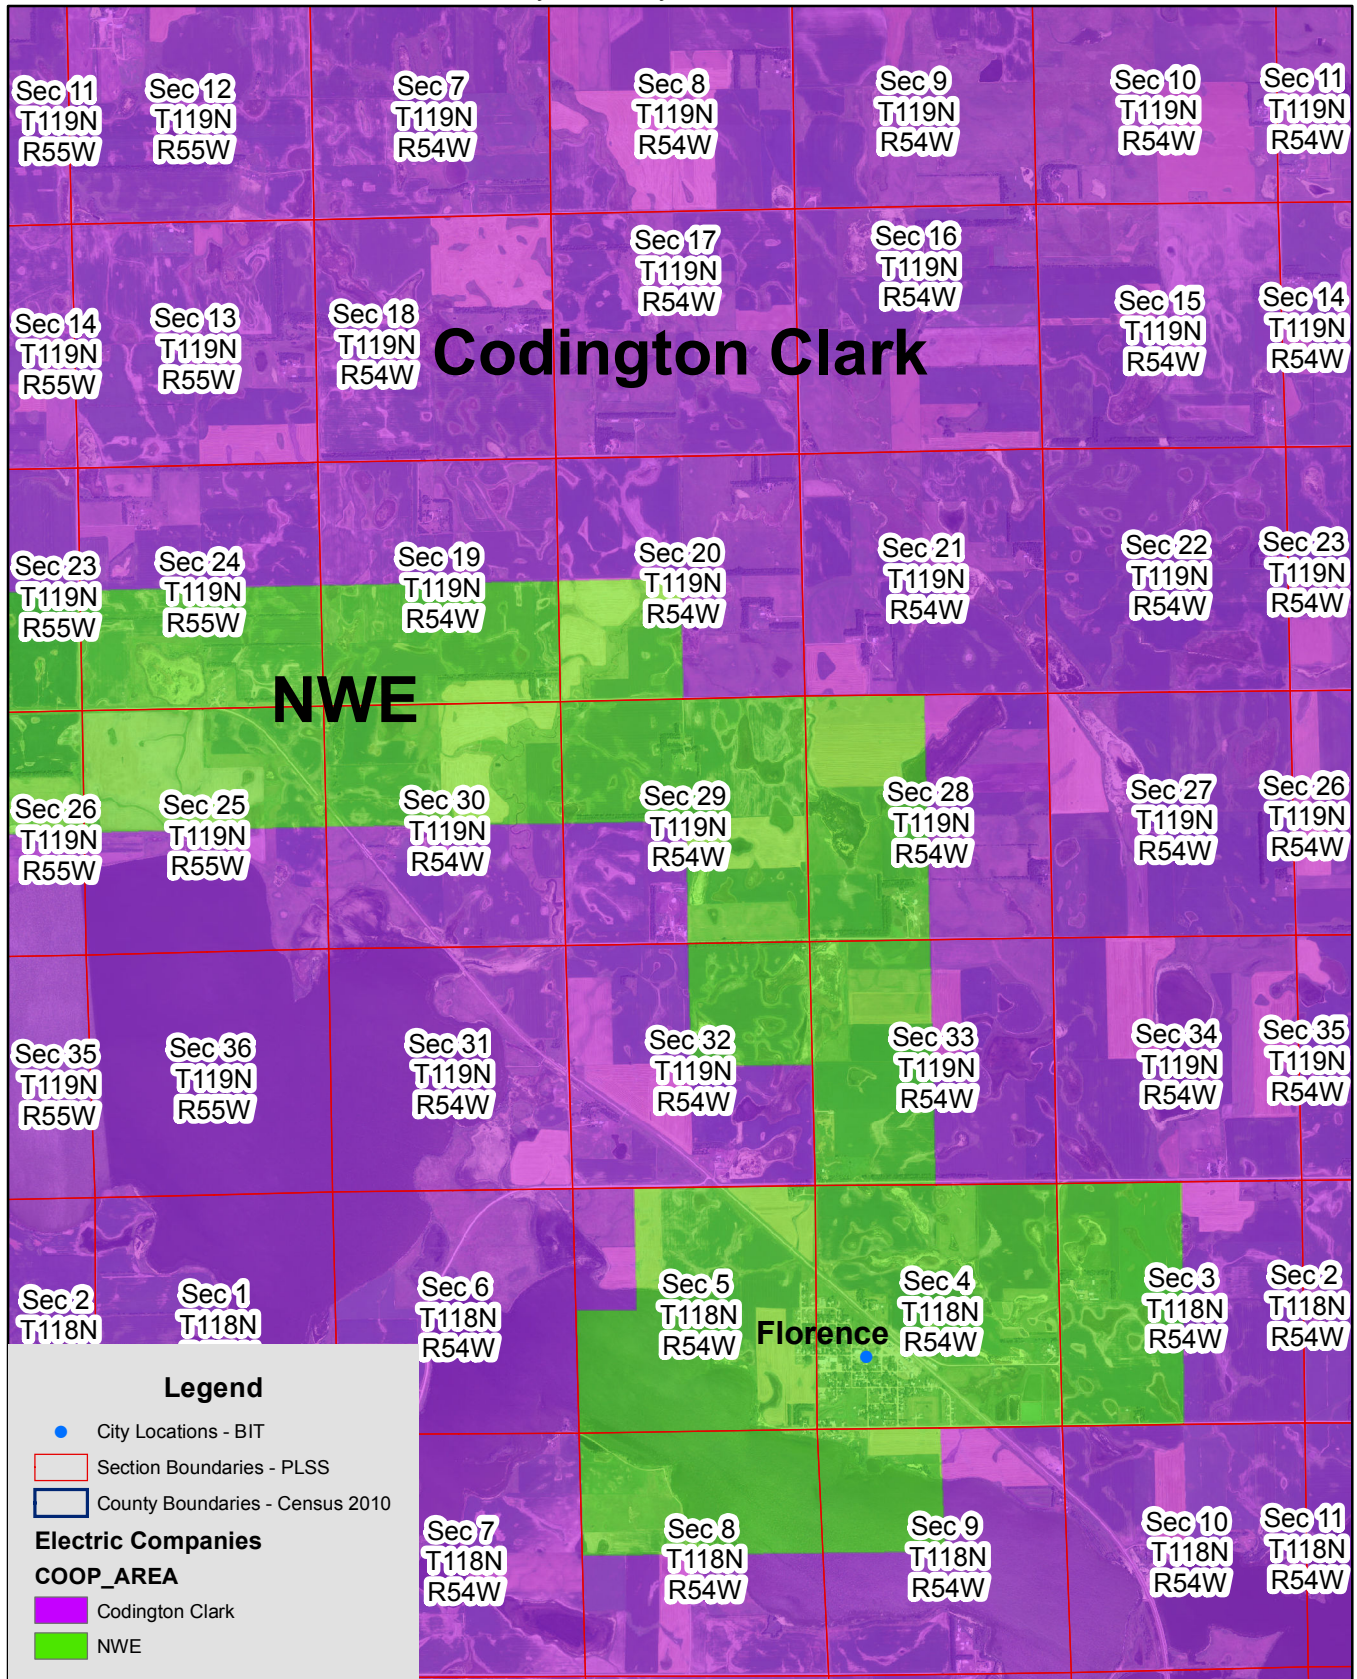 Sec 11
T119N
R55W
Sec 12
T119N
R55W
Sec 7
T119N
R54W
Sec 8
T119N
R54W
Sec 9
T119N
R54W
Sec 10
T119N
R54W
Sec 11
T119N
R54W
Sec 14
T119N
R55W
Sec 13
T119N
R55W
Sec 18
T119N
R54W
Sec 17
T119N
R54W
Sec 16
T119N
R54W
Sec 15
T119N
R54W
Sec 14
T119N
R54W
Codington Clark
Sec 23
T119N
R55W
Sec 24
T119N
R55W
Sec 19
T119N
R54W
Sec 20
T119N
R54W
Sec 21
T119N
R54W
Sec 22
T119N
R54W
Sec 23
T119N
R54W
NWE
Sec 26
T119N
R55W
Sec 25
T119N
R55W
Sec 30
T119N
R54W
Sec 29
T119N
R54W
Sec 28
T119N
R54W
Sec 27
T119N
R54W
Sec 26
T119N
R54W
Sec 35
T119N
R55W
Sec 36
T119N
R55W
Sec 31
T119N
R54W
Sec 32
T119N
R54W
Sec 33
T119N
R54W
Sec 34
T119N
R54W
Sec 35
T119N
R54W
Sec 2
T118N
Sec 1
T118N
Sec 6
T118N
R54W
Sec 5
T118N
R54W
Sec 4
T118N
R54W
Sec 3
T118N
R54W
Sec 2
T118N
R54W
Florence
Sec 7
T118N
R54W
Sec 8
T118N
R54W
Sec 9
T118N
R54W
Sec 10
T118N
R54W
Sec 11
T118N
R54W
Legend
City Locations - BIT
Section Boundaries - PLSS
County Boundaries - Census 2010
Electric Companies
COOP_AREA
Codington Clark
NWE